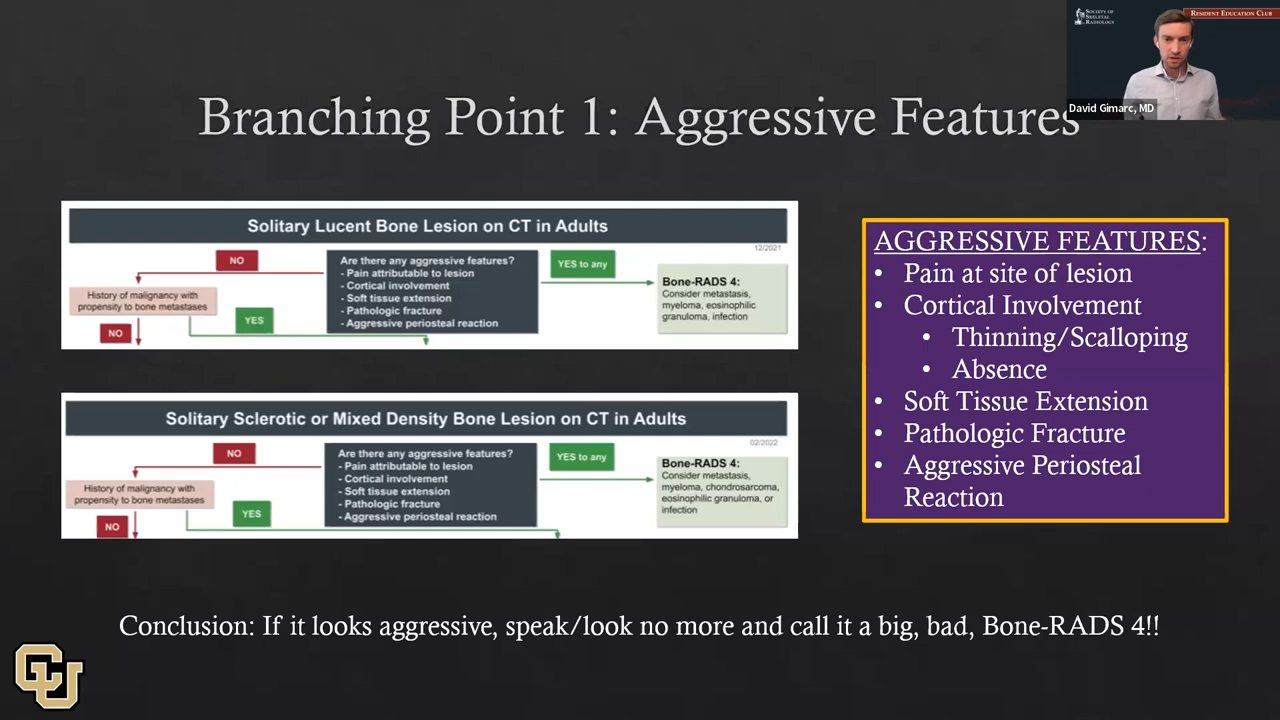 SOCIETY OF
SKELETAL
RADIOLOGY
RESIDENT EDUCATION CLUB
David Gimarc, MD
Branching Point 1: Aggressive Features
Solitary Lucent Bone Lesion on CT in Adults
12/2021
NO
Are there any aggressive features?
- Pain attributable to lesion
- Cortical involvement
- Soft tissue extension
- Pathologic fracture
- Aggressive periosteal reaction
YES to any
Bone-RADS 4:
Consider metastasis,
myeloma, eosinophilic
granuloma, infection
History of malignancy with
propensity to bone metastases
NO
YES
Solitary Sclerotic or Mixed Density Bone Lesion on CT in Adults
02/2022
NO
Are there any aggressive features?
- Pain attributable to lesion
- Cortical involvement
- Soft tissue extension
- Pathologic fracture
- Aggressive periosteal reaction
YES to any
Bone-RADS 4:
Consider metastasis,
myeloma, chondrosarcoma,
eosinophilic granuloma, or
infection
History of malignancy with
propensity to bone metastases
NO
YES
AGGRESSIVE FEATURES:
• Pain at site of lesion
• Cortical Involvement
• Thinning/Scalloping
• Absence
• Soft Tissue Extension
• Pathologic Fracture
• Aggressive Periosteal
Reaction
Conclusion: If it looks aggressive, speak/look no more and call it a big, bad, Bone-RADS 4!!
CU